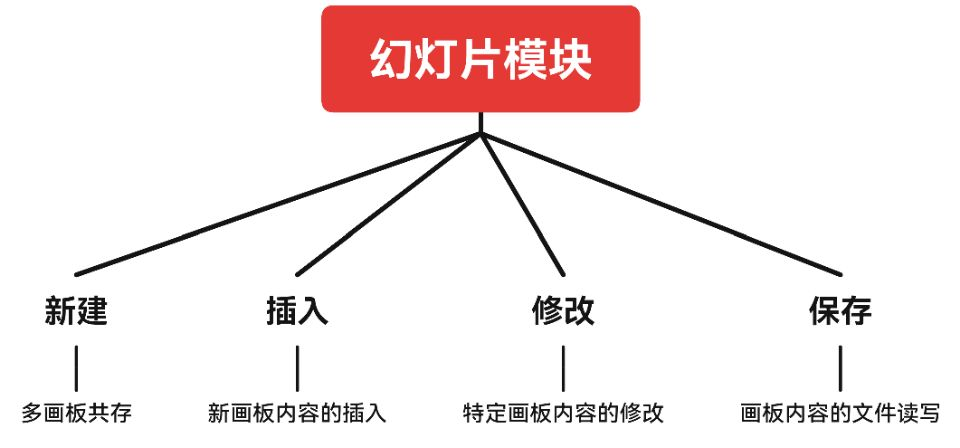 幻灯片模块
新建
插入
修改
保存
多画板共存
新画板内容的插入
特定画板内容的修改
画板内容的文件读写